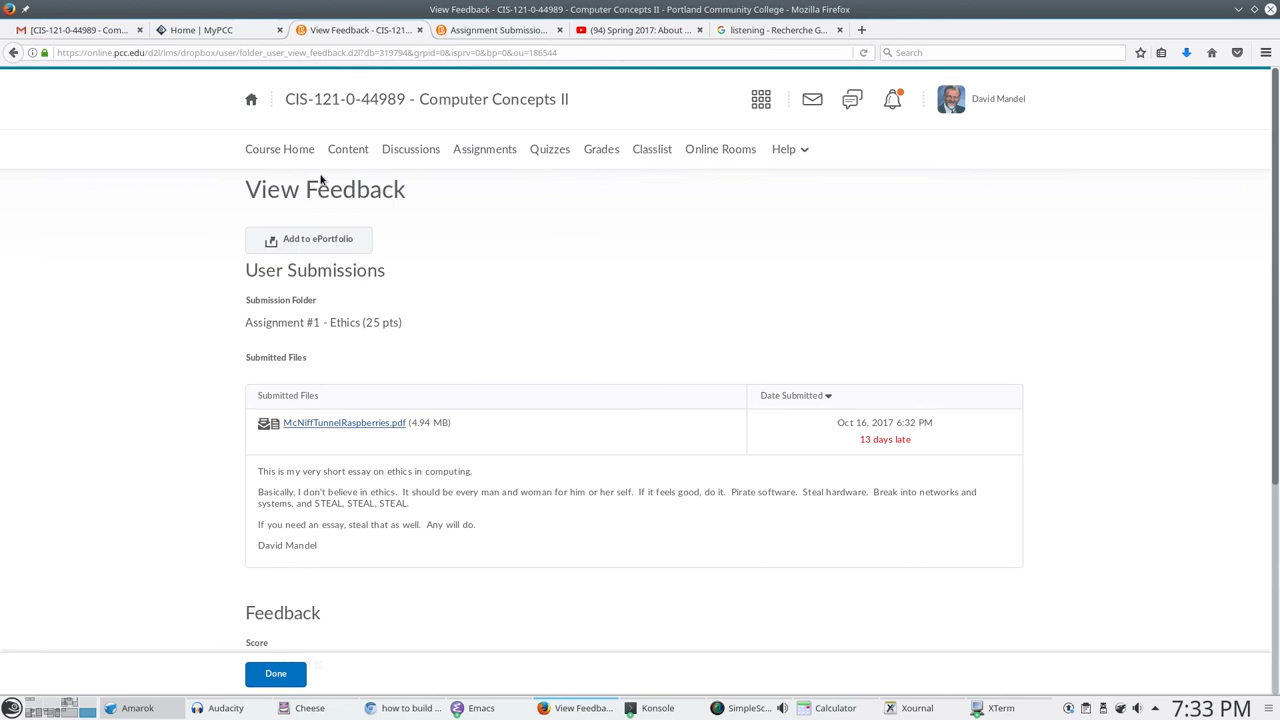 View Feedback - CIS-121-0-44989 - Computer Concepts II - Portland Community College - Mozilla Firefox
[CIS-121-0-44989 - Com... × Home | MyPCC × View Feedback - CIS-121... × Assignment Submissio... × (94) Spring 2017: About ... × listening - Recherche G... × +
https://online.pcc.edu/d2l/lms/dropbox/user/folder_user_view_feedback.d2l?db=319794&grpid=0&isprv=0&bp=0&ou=186544 Search
CIS-121-0-44989 - Computer Concepts II David Mandel
Course Home Content Discussions Assignments Quizzes Grades Classlist Online Rooms Help
View Feedback
Add to ePortfolio
User Submissions
Submission Folder
Assignment #1 - Ethics (25 pts)
Submitted Files
Submitted Files Date Submitted
McNiffTunnelRaspberries.pdf (4.94 MB) Oct 16, 2017 6:32 PM
13 days late
This is my very short essay on ethics in computing.
Basically, I don't believe in ethics. It should be every man and woman for him or her self. If it feels good, do it. Pirate software. Steal hardware. Break into networks and
systems, and STEAL, STEAL, STEAL.
If you need an essay, steal that as well. Any will do.
David Mandel
Feedback
Score
Done
Amarok Audacity Cheese how to build ... Emacs View Feedba... Konsole SimpleSc... Calculator Xournal XTerm 7:33 PM